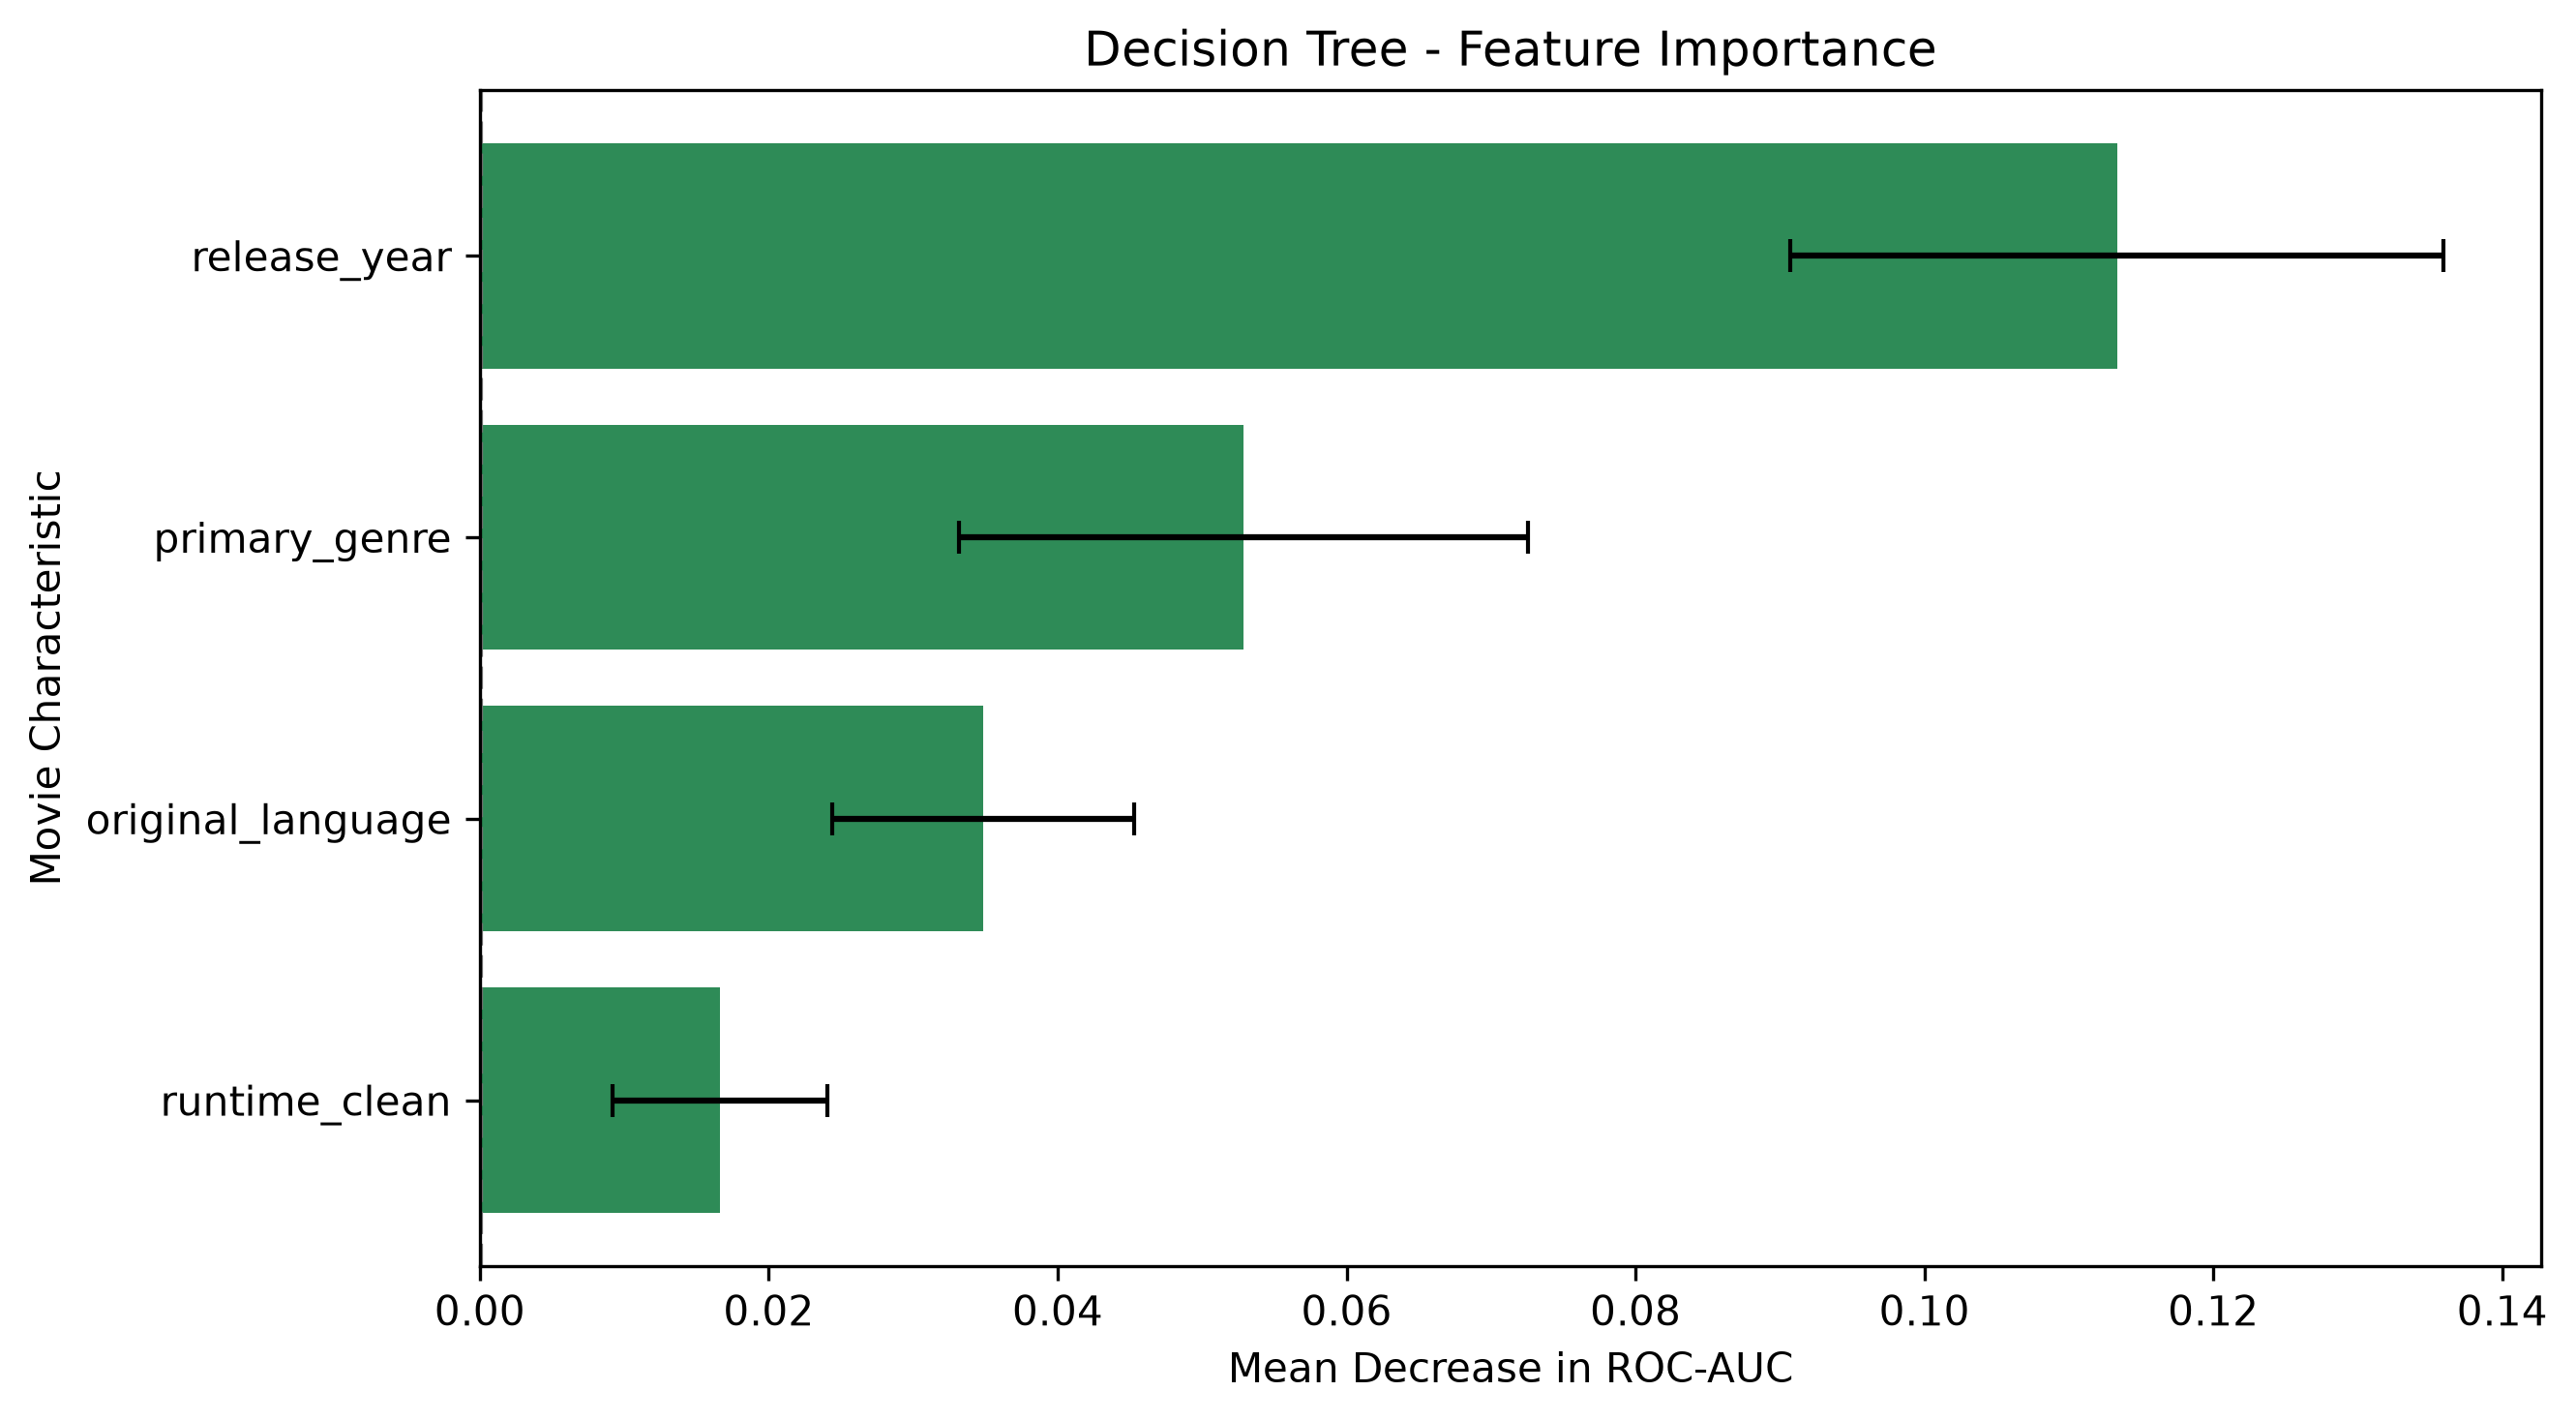 Decision Tree - Feature Importance
Movie Characteristic
release_year
primary_genre
original_language
runtime_clean
0.00 0.02 0.04 0.06 0.08 0.10 0.12 0.14
Mean Decrease in ROC-AUC